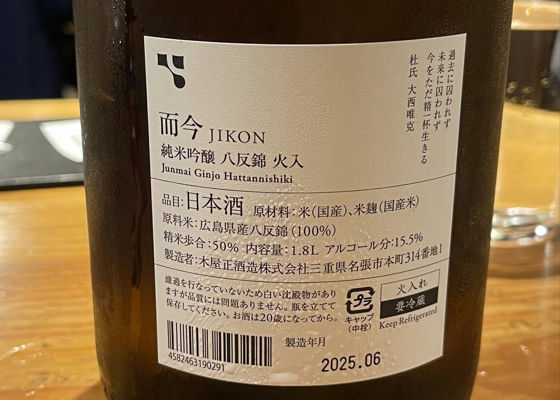 過去に囚われず
未来に囚われず
今をただ精一杯生きる
杜氏 大西唯克
而今 JIKON
純米吟醸 八反錦 火入
Junmai Ginjo Hattannishiki
品目:日本酒 原材料:米(国産)、米麹(国産米)
原料米:広島県産八反錦(100%)
精米歩合:50% 内容量:1.8L アルコール分:15.5%
製造者:木屋正酒造株式会社三重県名張市本町314番地1
濾過を行なっていないため白い沈殿物があり
ますが品質には問題ありません。瓶を立てて
保存してください。お酒は20歳になってから。
プラ
キャップ
(中栓)
火入れ
要冷蔵
Keep Refrigerated
4582463190291
製造年月
2025.06